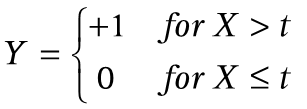 Y = { +1 for X > t
0 for X ≤ t